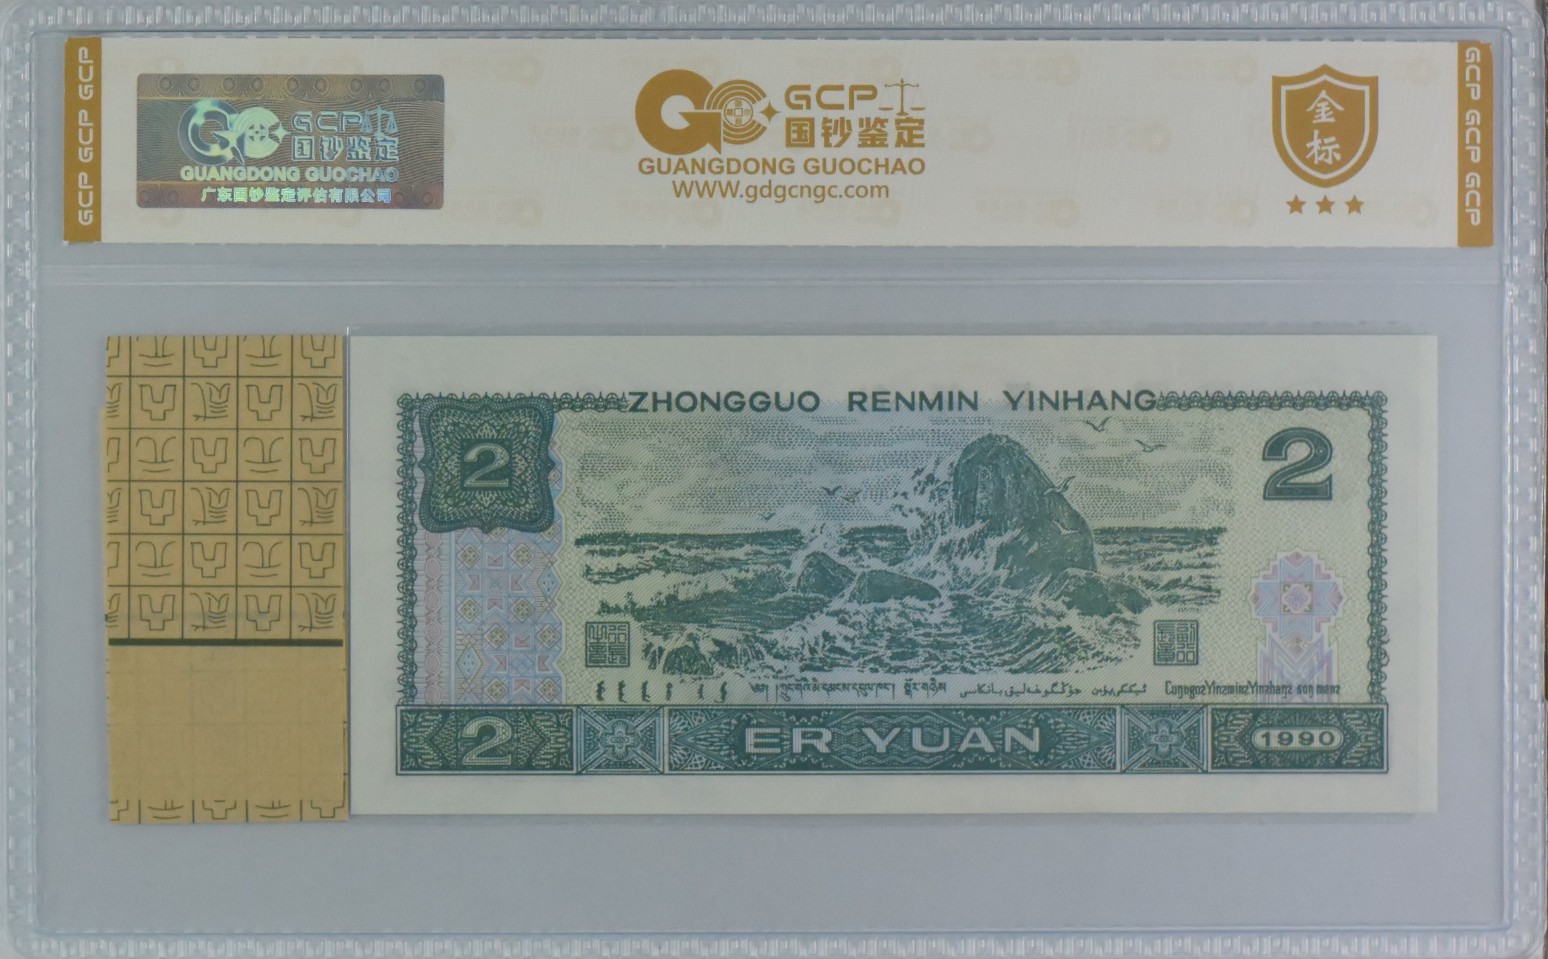 GCP GCP GCP
GCP
国钞鉴定
GUANGDONG GUOCHAO
广东国钞鉴定评估有限公司
GCP
国钞鉴定
GUANGDONG GUOCHAO
WWW.gdgcngc.com
金
标
GCP GCP GCP
ZHONGGUO RENMIN YINHANG
2
2
2
ER YUAN
1990